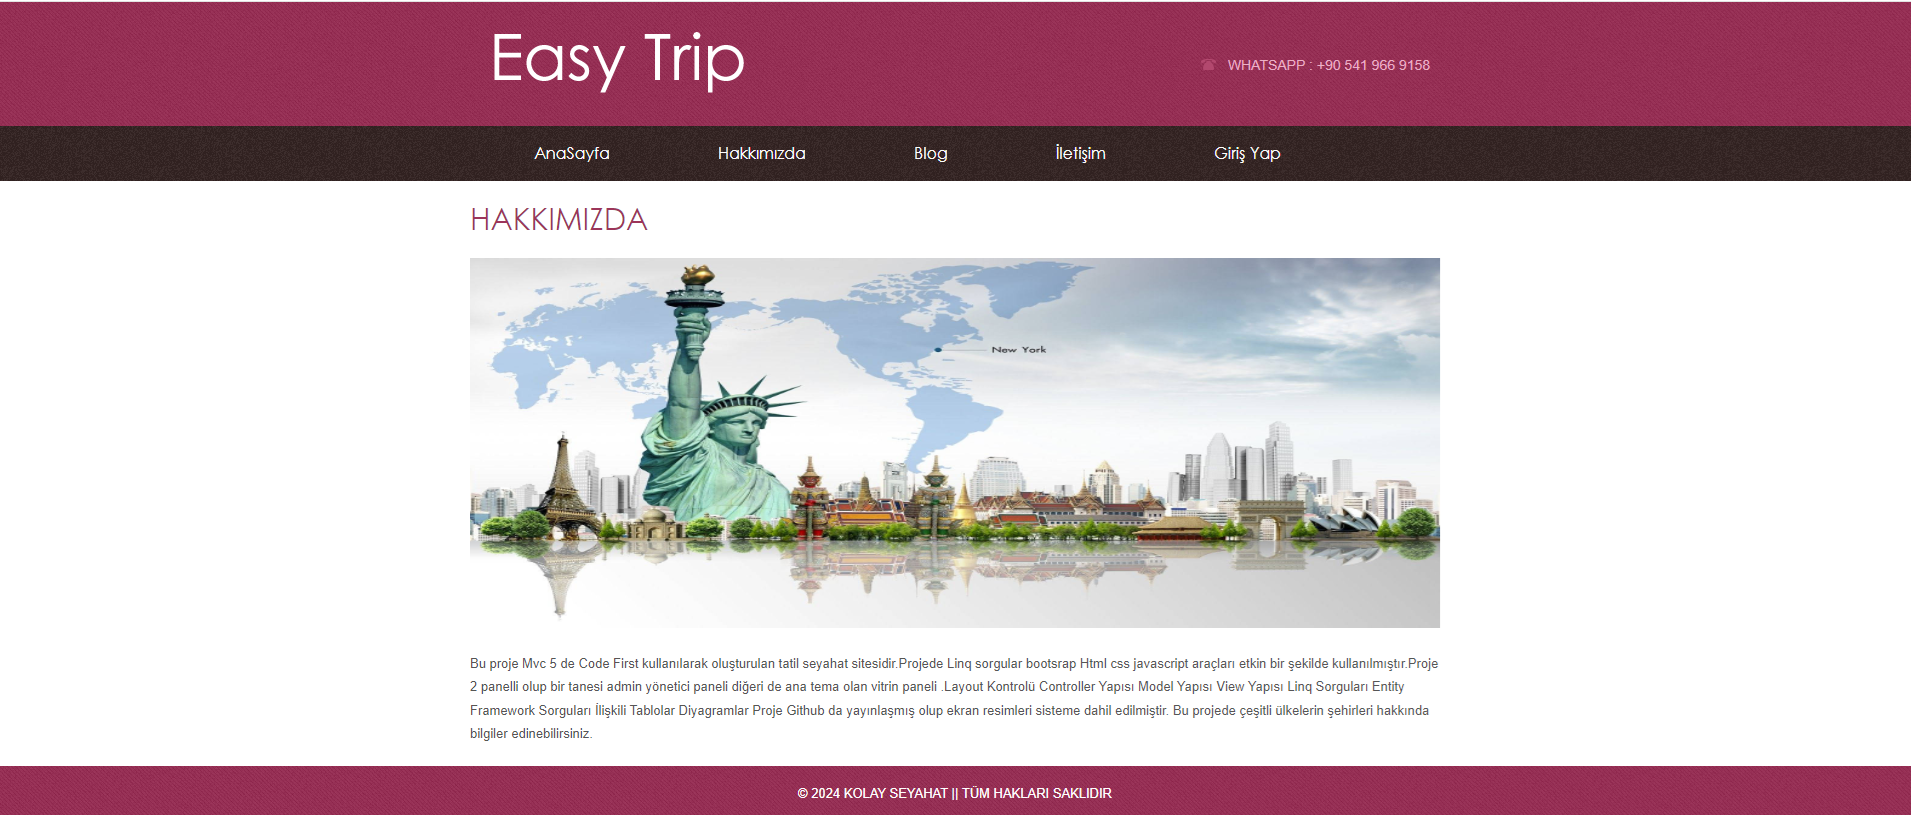 Easy Trip
WHATSAPP : +90 541 966 9158
AnaSayfa Hakkımızda Blog İletişim Giriş Yap
HAKKIMIZDA
New York
Bu proje Mvc 5 de Code First kullanılarak oluşturulan tatil seyahat sitesidir.Projede Linq sorgular bootsrap Html css javascript araçları etkin bir şekilde kullanılmıştır.Proje
2 panelli olup bir tanesi admin yönetici paneli diğeri de ana tema olan vitrin paneli .Layout Kontrolü Controller Yapısı Model Yapısı View Yapısı Linq Sorguları Entity
Framework Sorguları İlişkili Tablolar Diyagramlar Proje Github da yayınlaşmış olup ekran resimleri sisteme dahil edilmiştir. Bu projede çeşitli ülkelerin şehirleri hakkında
bilgiler edinebilirsiniz.
© 2024 KOLAY SEYAHAT || TÜM HAKLARI SAKLIDIR